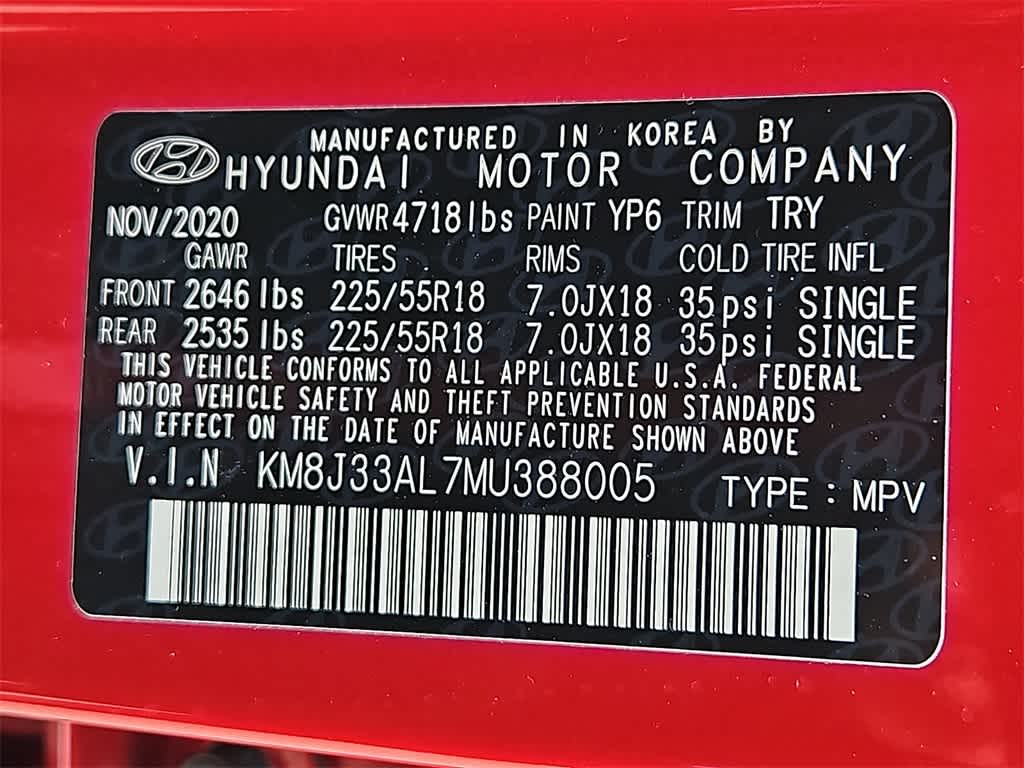 MANUFACTURED IN KOREA BY
HYUNDAI MOTOR COMPANY
NOV/2020 GVWR 4718 lbs PAINT YP6 TRIM TRY
GAWR TIRES RIMS COLD TIRE INFL
FRONT 2646 lbs 225/55R18 7.0JX18 35psi SINGLE
REAR 2535 lbs 225/55R18 7.0JX18 35psi SINGLE
THIS VEHICLE CONFORMS TO ALL APPLICABLE U.S.A. FEDERAL
MOTOR VEHICLE SAFETY AND THEFT PREVENTION STANDARDS
IN EFFECT ON THE DATE OF MANUFACTURE SHOWN ABOVE
V.I.N KM8J33AL7MU388005 TYPE : MPV